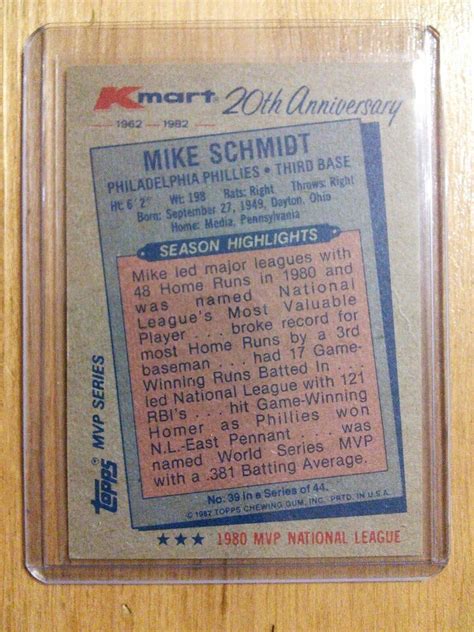 Kmart® 20th Anniversary
1962 — 1982
MIKE SCHMIDT
PHILADELPHIA PHILLIES • THIRD BASE
Ht: 6'2" Wt: 198 Bats: Right Throws: Right
Born: September 27, 1949, Dayton, Ohio
Home: Media, Pennsylvania
SEASON HIGHLIGHTS
Mike led major leagues with
48 Home Runs in 1980 and
was named National
League's Most Valuable
Player . . . broke record for
most Home Runs by a 3rd
baseman . . . had 17 Game-
Winning Runs Batted In . . .
led National League with 121
RBI's . . . hit Game-Winning
Homer as Phillies won
N.L.-East Pennant . . . was
named World Series MVP
with a .381 Batting Average.
No. 39 in a Series of 44.
© 1982 TOPPS CHEWING GUM, INC. PRTD. IN U.S.A.
TOPPS® MVP SERIES
★★★ 1980 MVP NATIONAL LEAGUE